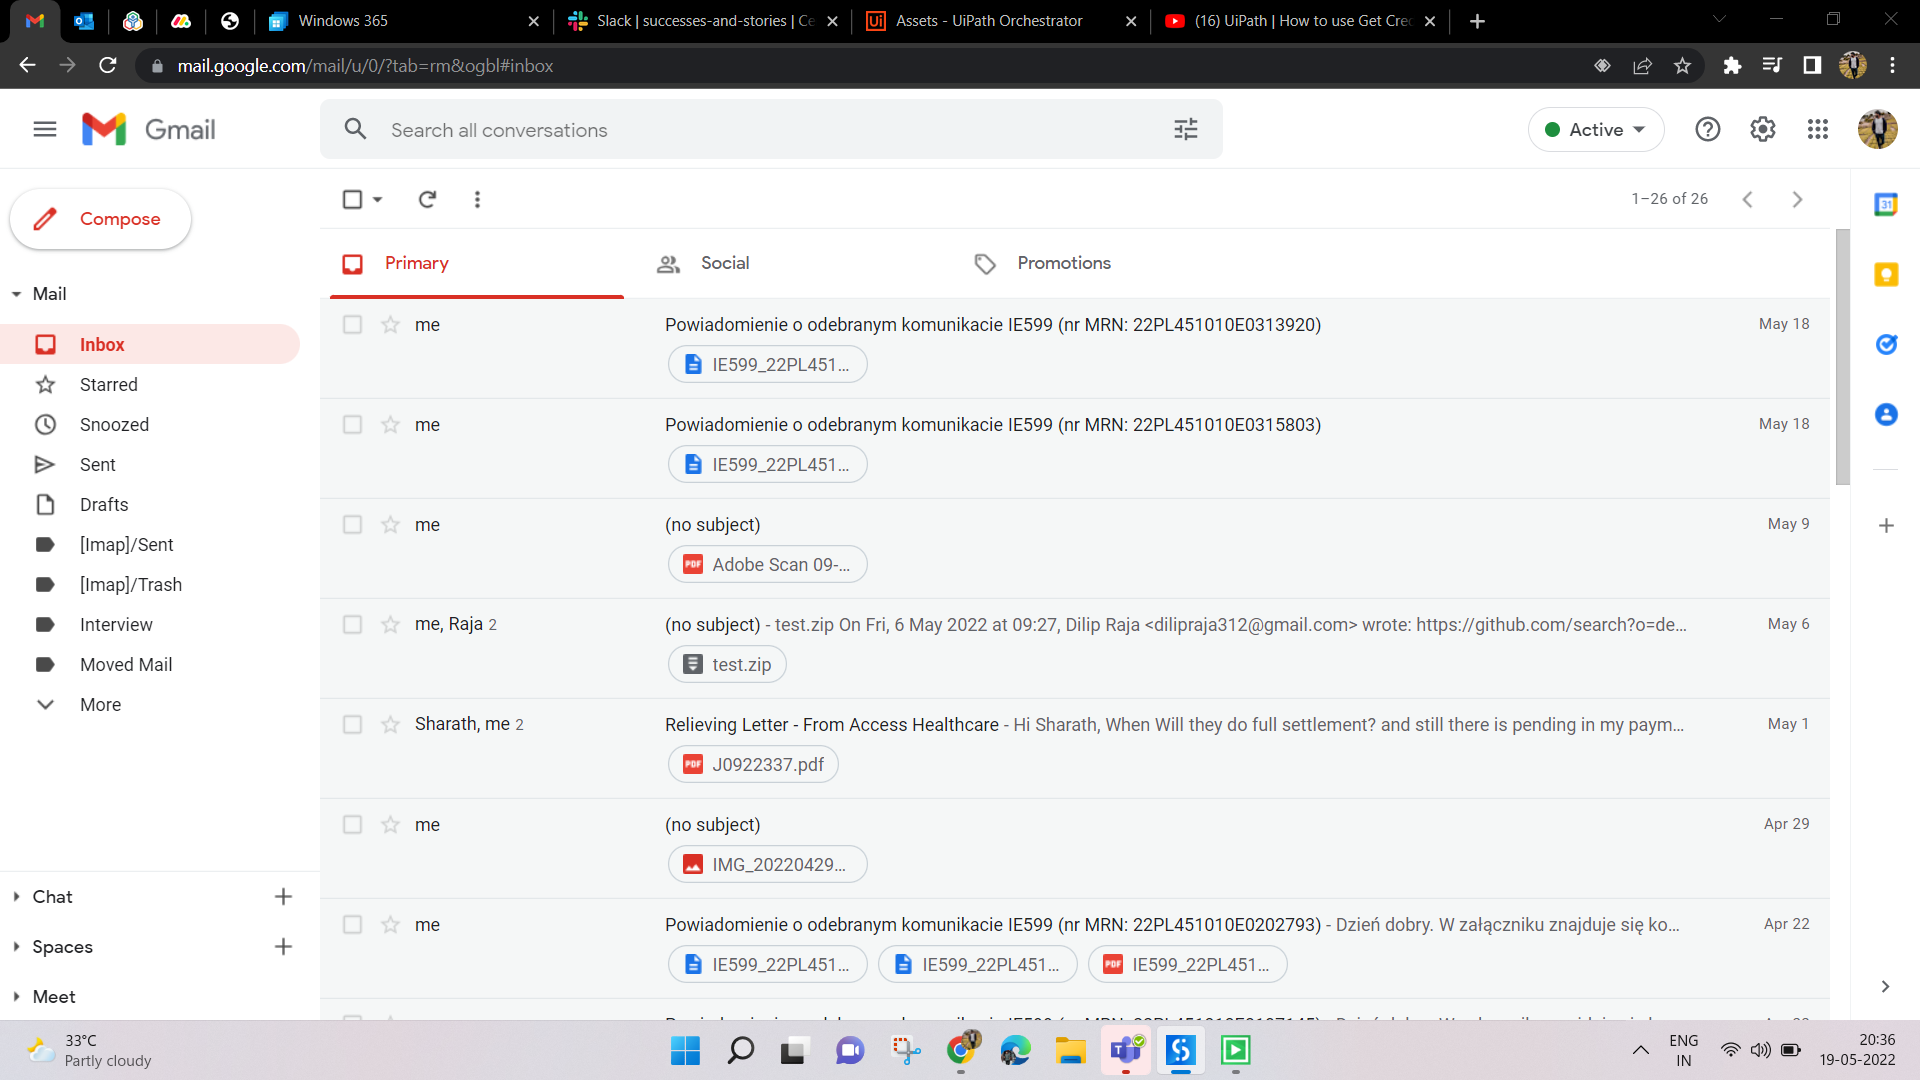 Windows 365
Slack | successes-and-stories | Ce
Assets - UiPath Orchestrator
(16) UiPath | How to use Get Cre
mail.google.com/mail/u/0/?tab=rm&ogbl#inbox
Gmail
Search all conversations
Active
Compose
1–26 of 26
Primary
Social
Promotions
Mail
Inbox
Starred
Snoozed
Sent
Drafts
[Imap]/Sent
[Imap]/Trash
Interview
Moved Mail
More
Chat
Spaces
Meet
me
Powiadomienie o odebranym komunikacie IE599 (nr MRN: 22PL451010E0313920)
May 18
IE599_22PL451...
me
Powiadomienie o odebranym komunikacie IE599 (nr MRN: 22PL451010E0315803)
May 18
IE599_22PL451...
me
(no subject)
May 9
PDF Adobe Scan 09-...
me, Raja 2
(no subject) - test.zip On Fri, 6 May 2022 at 09:27, Dilip Raja <dilipraja312@gmail.com> wrote: https://github.com/search?o=de...
May 6
test.zip
Sharath, me 2
Relieving Letter - From Access Healthcare - Hi Sharath, When Will they do full settlement? and still there is pending in my paym...
May 1
PDF J0922337.pdf
me
(no subject)
Apr 29
IMG_20220429...
me
Powiadomienie o odebranym komunikacie IE599 (nr MRN: 22PL451010E0202793) - Dzień dobry. W załączniku znajduje się ko...
Apr 22
IE599_22PL451...
IE599_22PL451...
PDF IE599_22PL451...
33°C
Partly cloudy
ENG
IN
20:36
19-05-2022